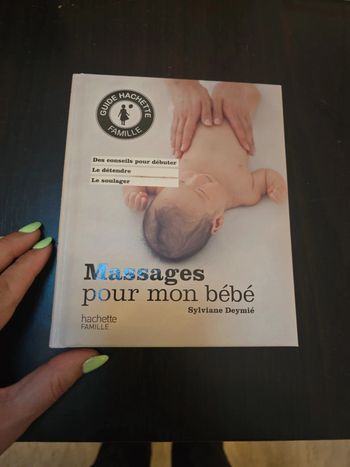 GUIDE HACHETTE
FAMILLE
Des conseils pour débuter
Le détendre
Le soulager
Massages
pour mon bébé
Sylviane Deymié
hachette
FAMILLE